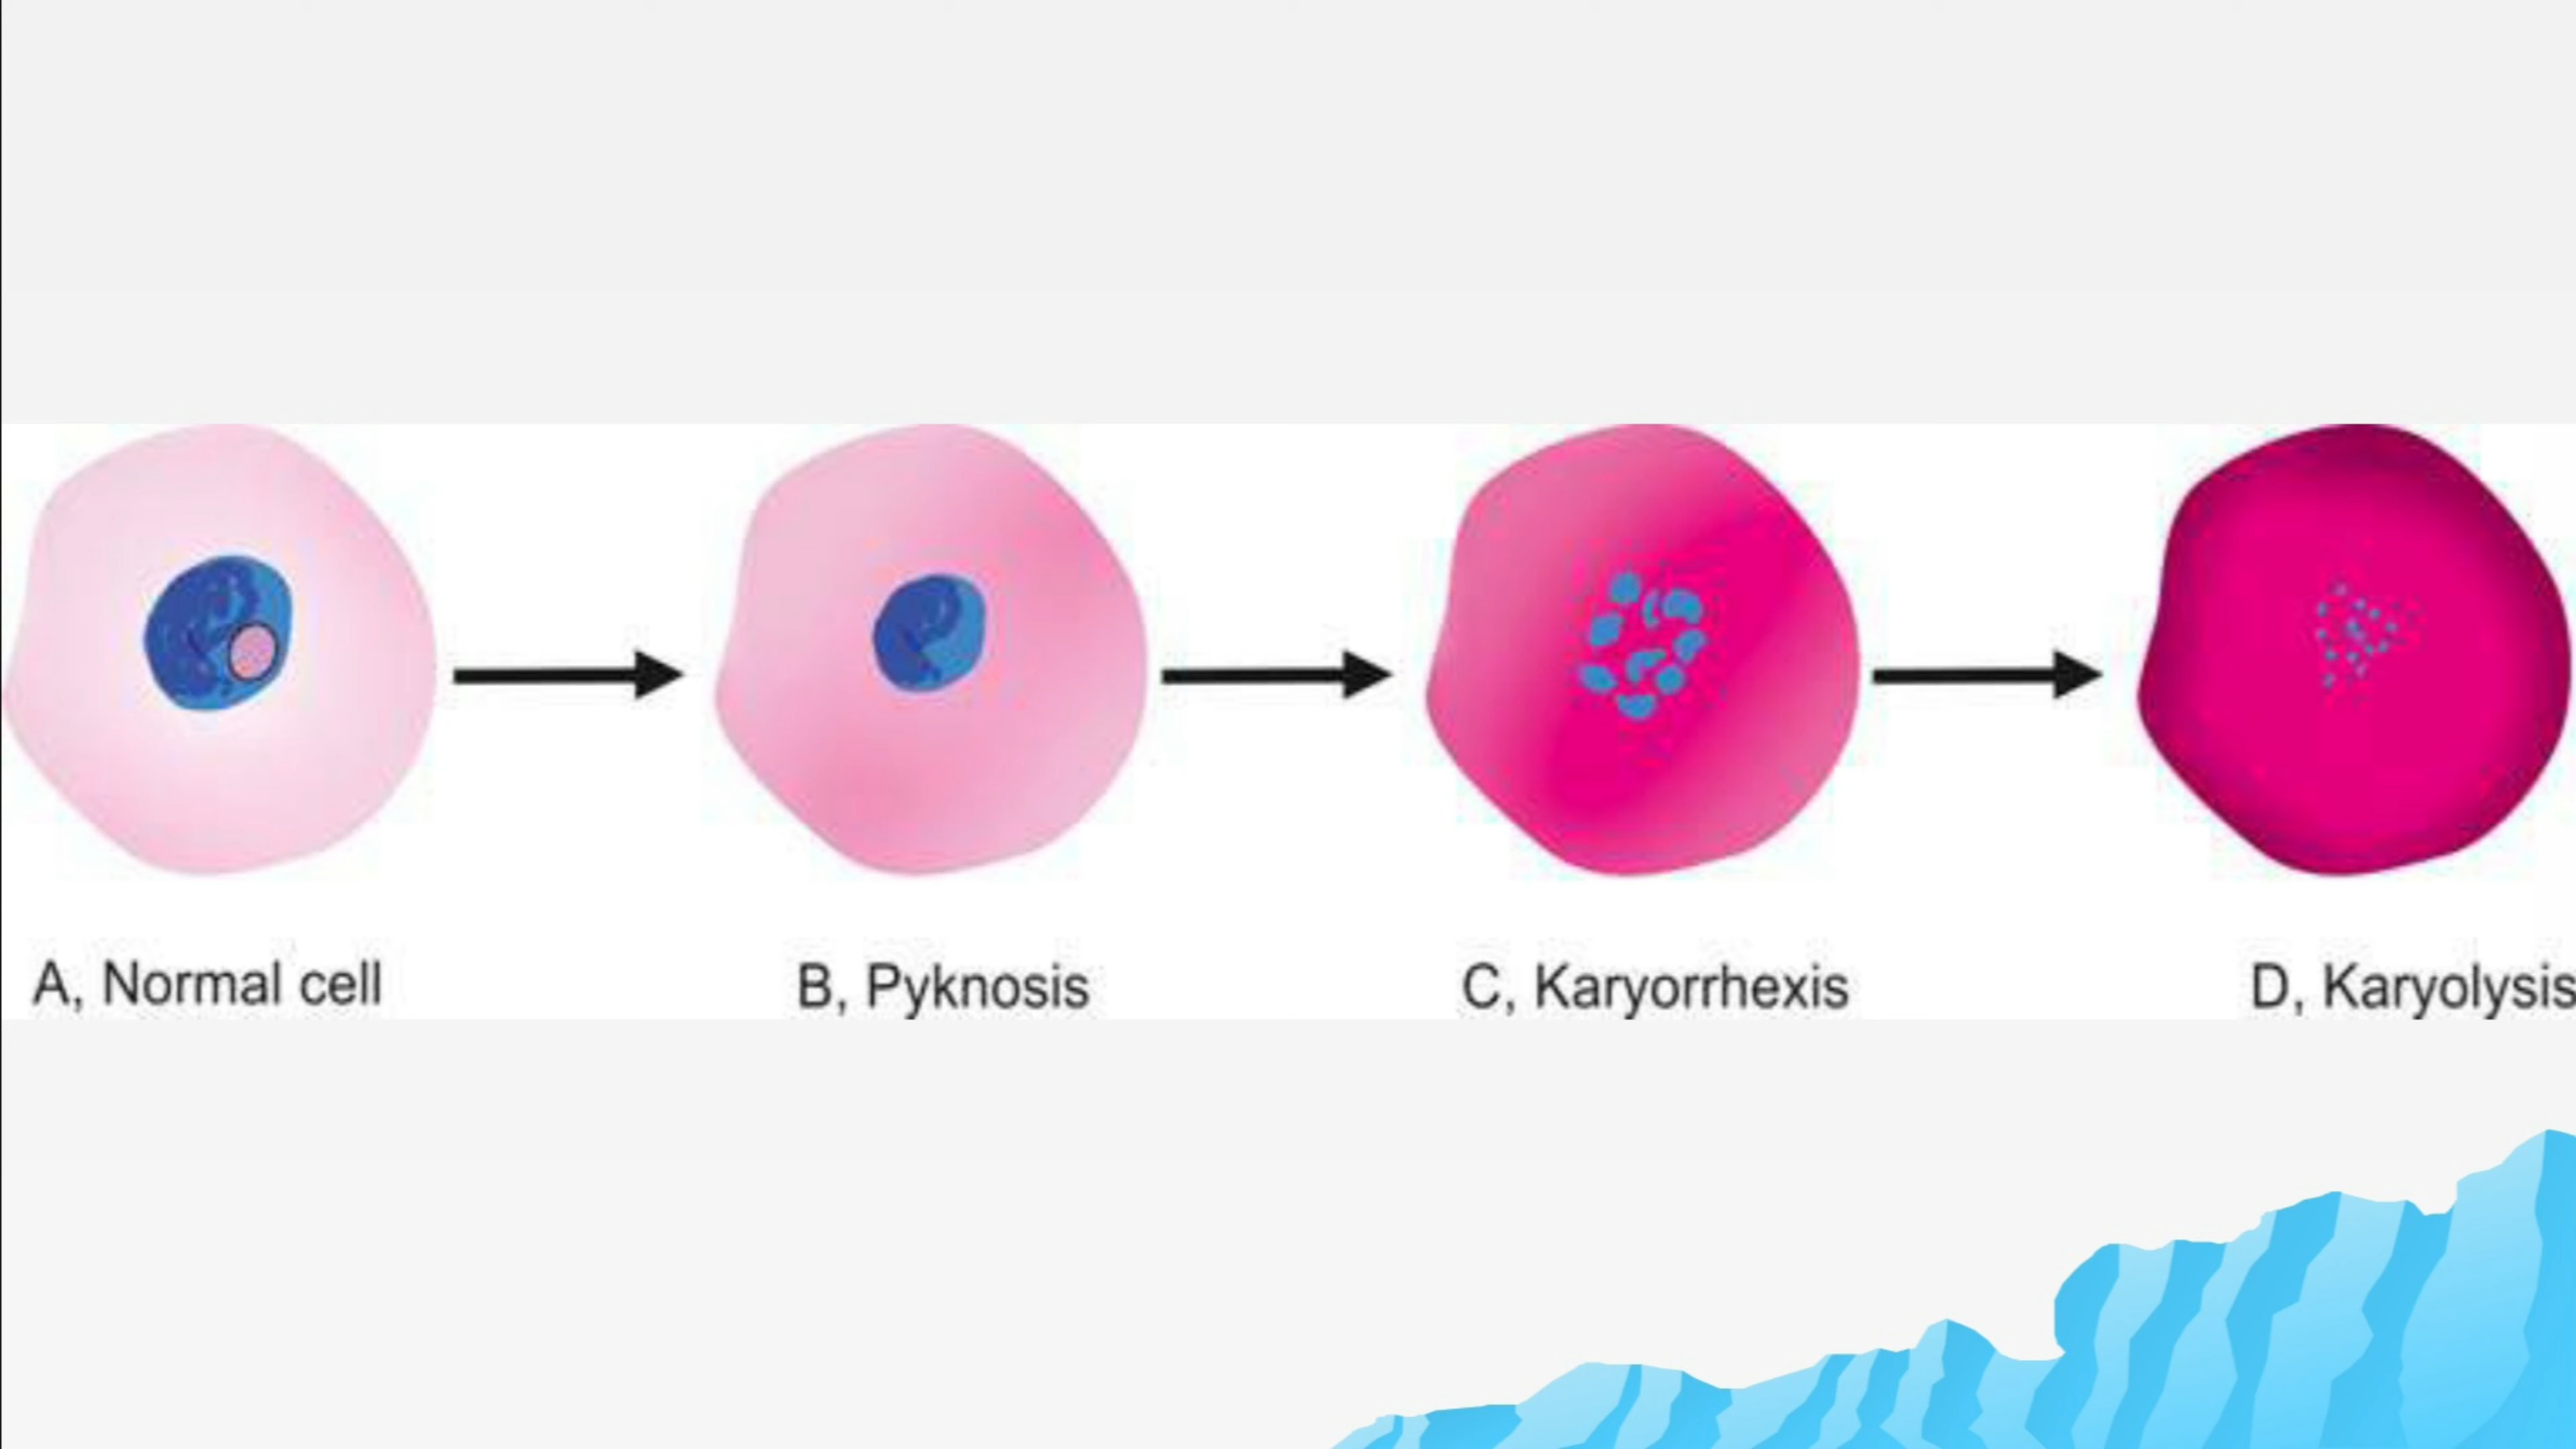 A, Normal cell
B, Pyknosis
C, Karyorrhexis
D, Karyolysis